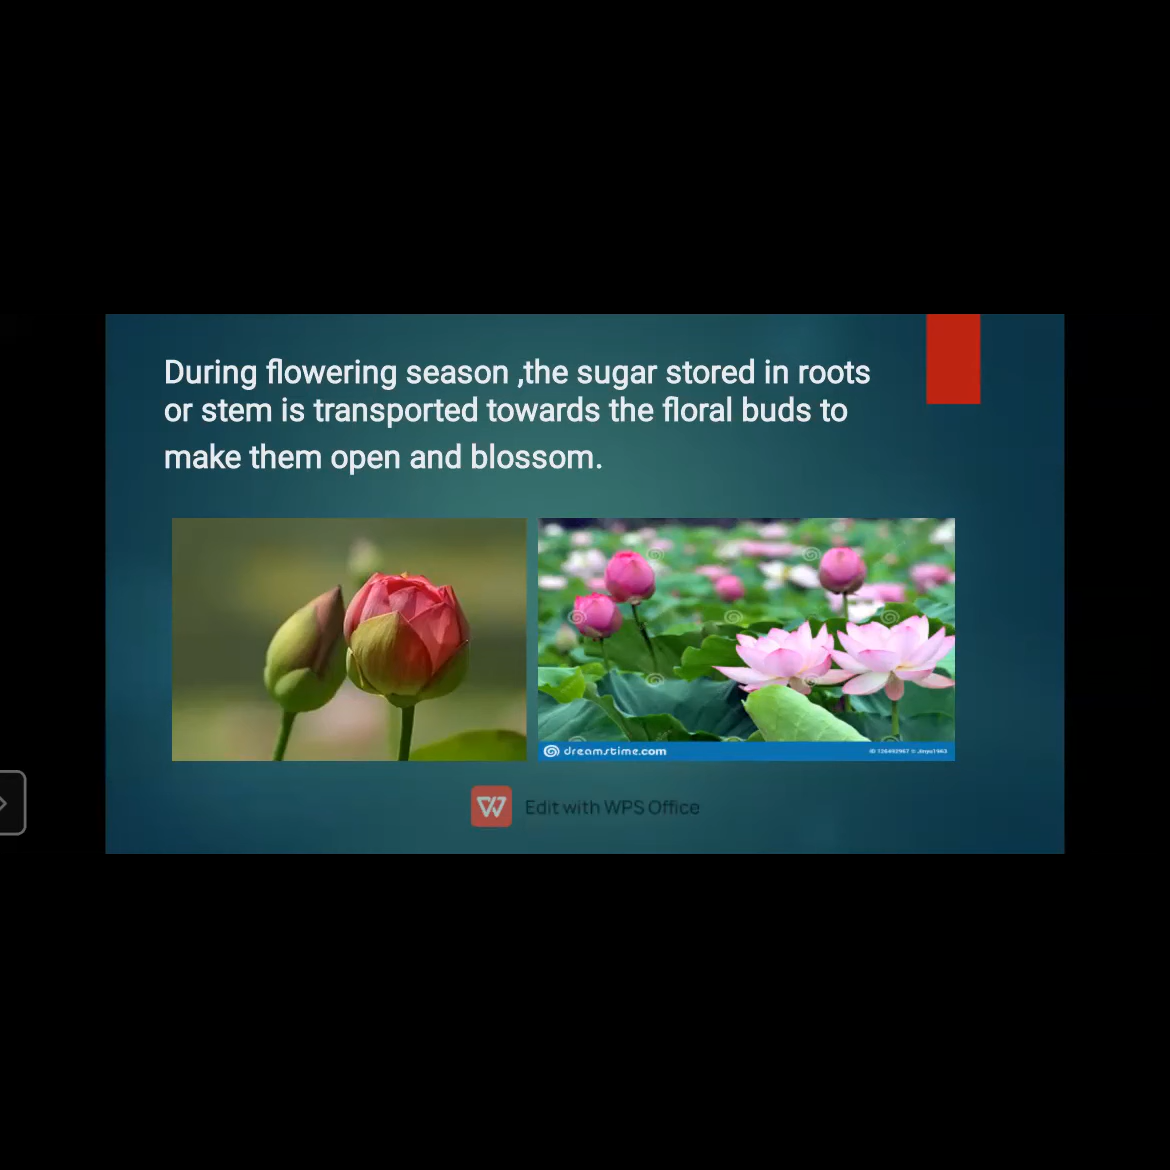 During flowering season ,the sugar stored in roots
or stem is transported towards the floral buds to
make them open and blossom.
dreamstime.com
Edit with WPS Office